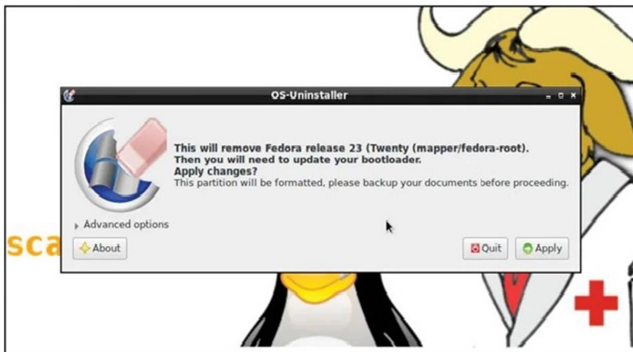 OS-Uninstaller
This will remove Fedora release 23 (Twenty (mapper/fedora-root).
Then you will need to update your bootloader.
Apply changes?
This partition will be formatted, please backup your documents before proceeding.
Advanced options
sca
About
Quit
Apply